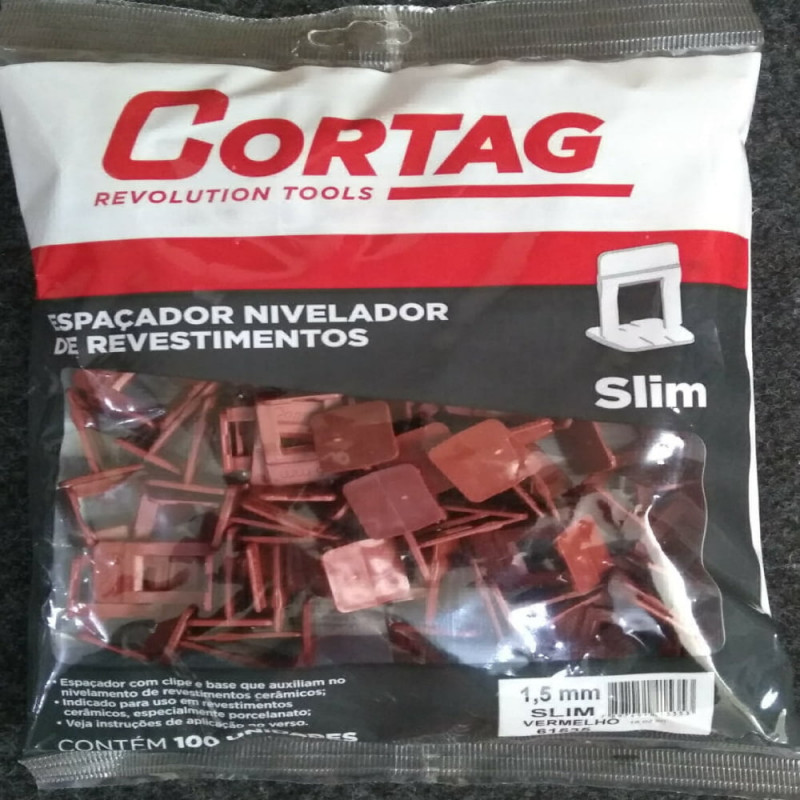 CORTAG
REVOLUTION TOOLS
ESPAÇADOR NIVELADOR
DE REVESTIMENTOS
Slim
• Espaçador com clipe e base que auxiliam no
nivelamento de revestimentos cerâmicos;
• Indicado para uso em revestimentos
cerâmicos, especialmente porcelanato;
• Veja instruções de aplicação no verso.
CONTÉM 100 UNIDADES
1,5 mm
SLIM
VERMELHO